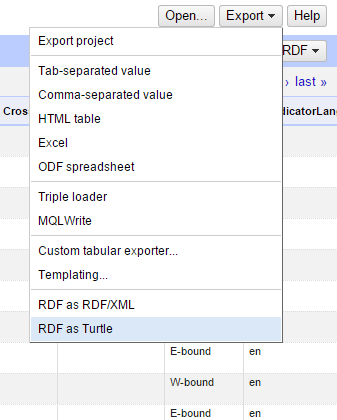 Open... Export Help
Export project
RDF
Tab-separated value
› last »
Comma-separated value
Cross
dicatorLan
HTML table
Excel
ODF spreadsheet
Triple loader
MQLWrite
Custom tabular exporter...
Templating...
RDF as RDF/XML
RDF as Turtle
E-bound en
W-bound en
E-bound en